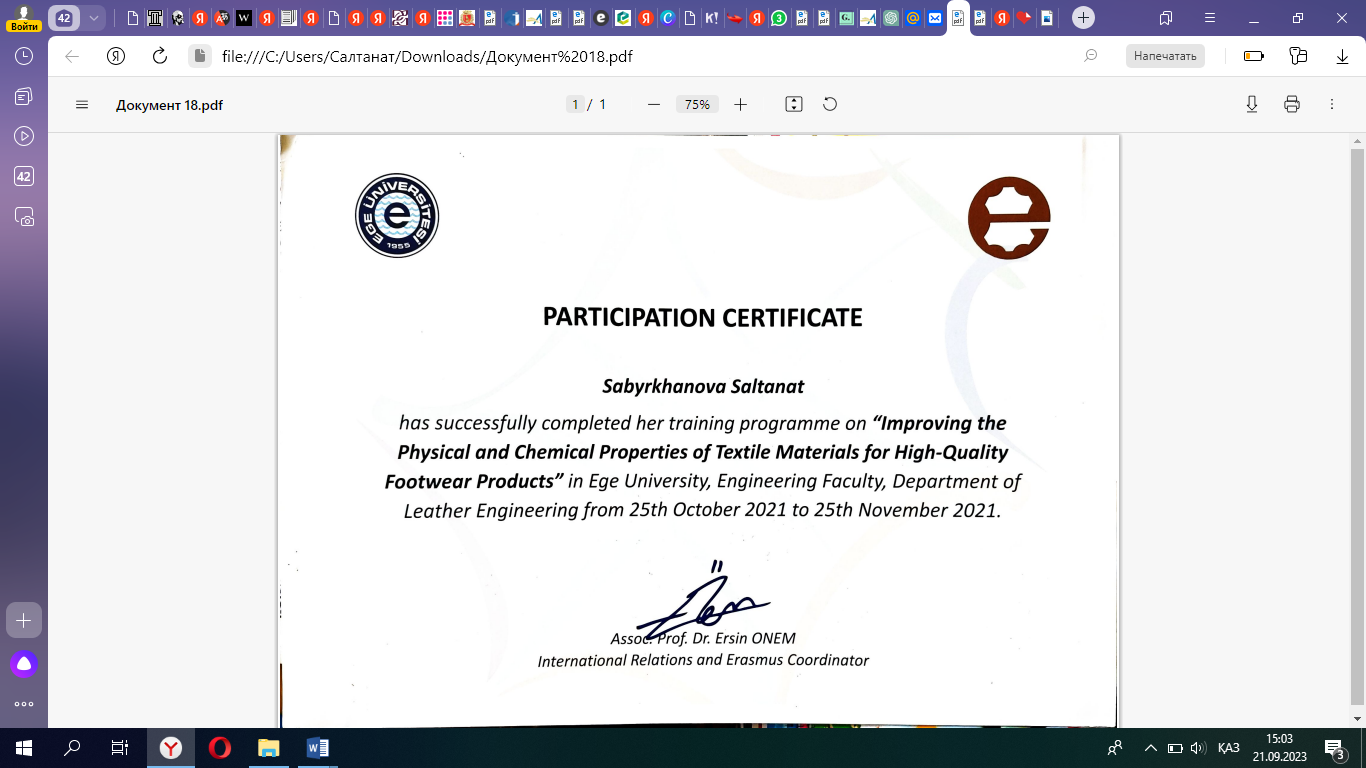 Войти
42
file:///C:/Users/Салтанат/Downloads/Документ%2018.pdf
Напечатать
42
Документ 18.pdf
1 / 1
75%
EGE ÜNİVERSİTESİ
e
1955
e
PARTICIPATION CERTIFICATE
Sabyrkhanova Saltanat
has successfully completed her training programme on “Improving the
Physical and Chemical Properties of Textile Materials for High-Quality
Footwear Products” in Ege University, Engineering Faculty, Department of
Leather Engineering from 25th October 2021 to 25th November 2021.
Assoc. Prof. Dr. Ersin ONEM
International Relations and Erasmus Coordinator
ҚАЗ
15:03
21.09.2023
3